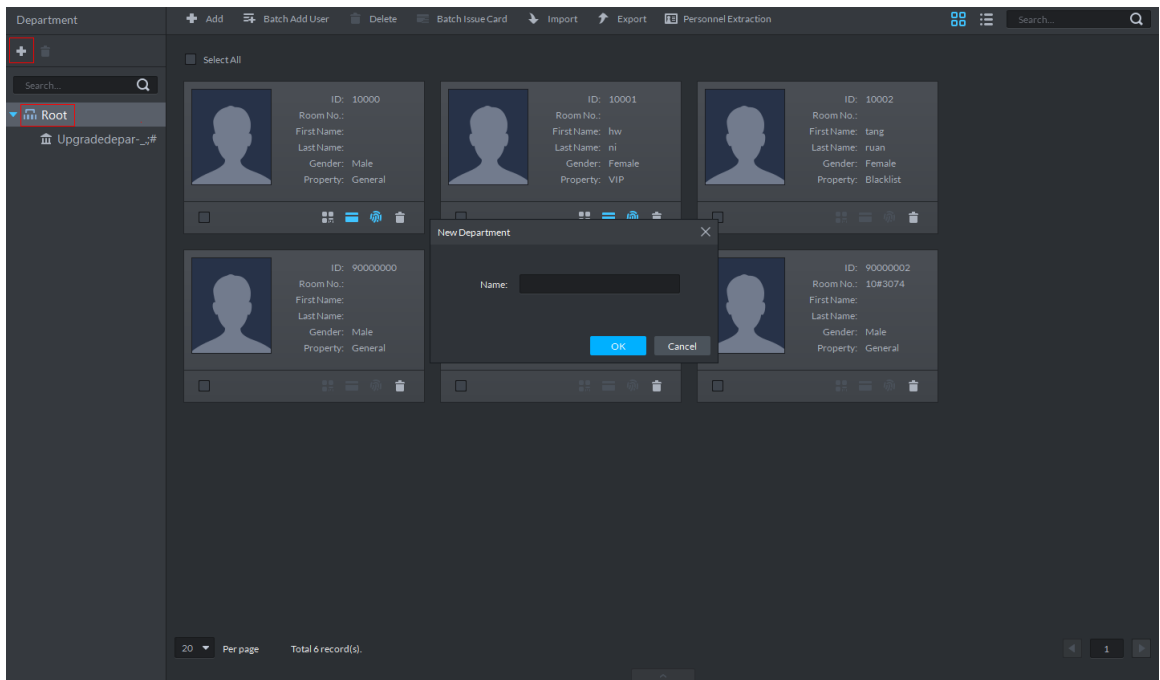 Department
Add Batch Add User Delete Batch Issue Card Import Export Personnel Extraction Search...
Select All
Search...
Root
Upgradedepar-_.;#
ID: 10000
Room No.:
First Name:
Last Name:
Gender: Male
Property: General
ID: 10001
Room No.:
First Name: hw
Last Name: ni
Gender: Female
Property: VIP
ID: 10002
Room No.:
First Name: tang
Last Name: ruan
Gender: Female
Property: Blacklist
New Department
Name:
OK Cancel
ID: 90000000
Room No.:
First Name:
Last Name:
Gender: Male
Property: General
ID: 90000002
Room No.: 10#3074
First Name:
Last Name:
Gender: Male
Property: General
20 Per page Total 6 record(s). 1